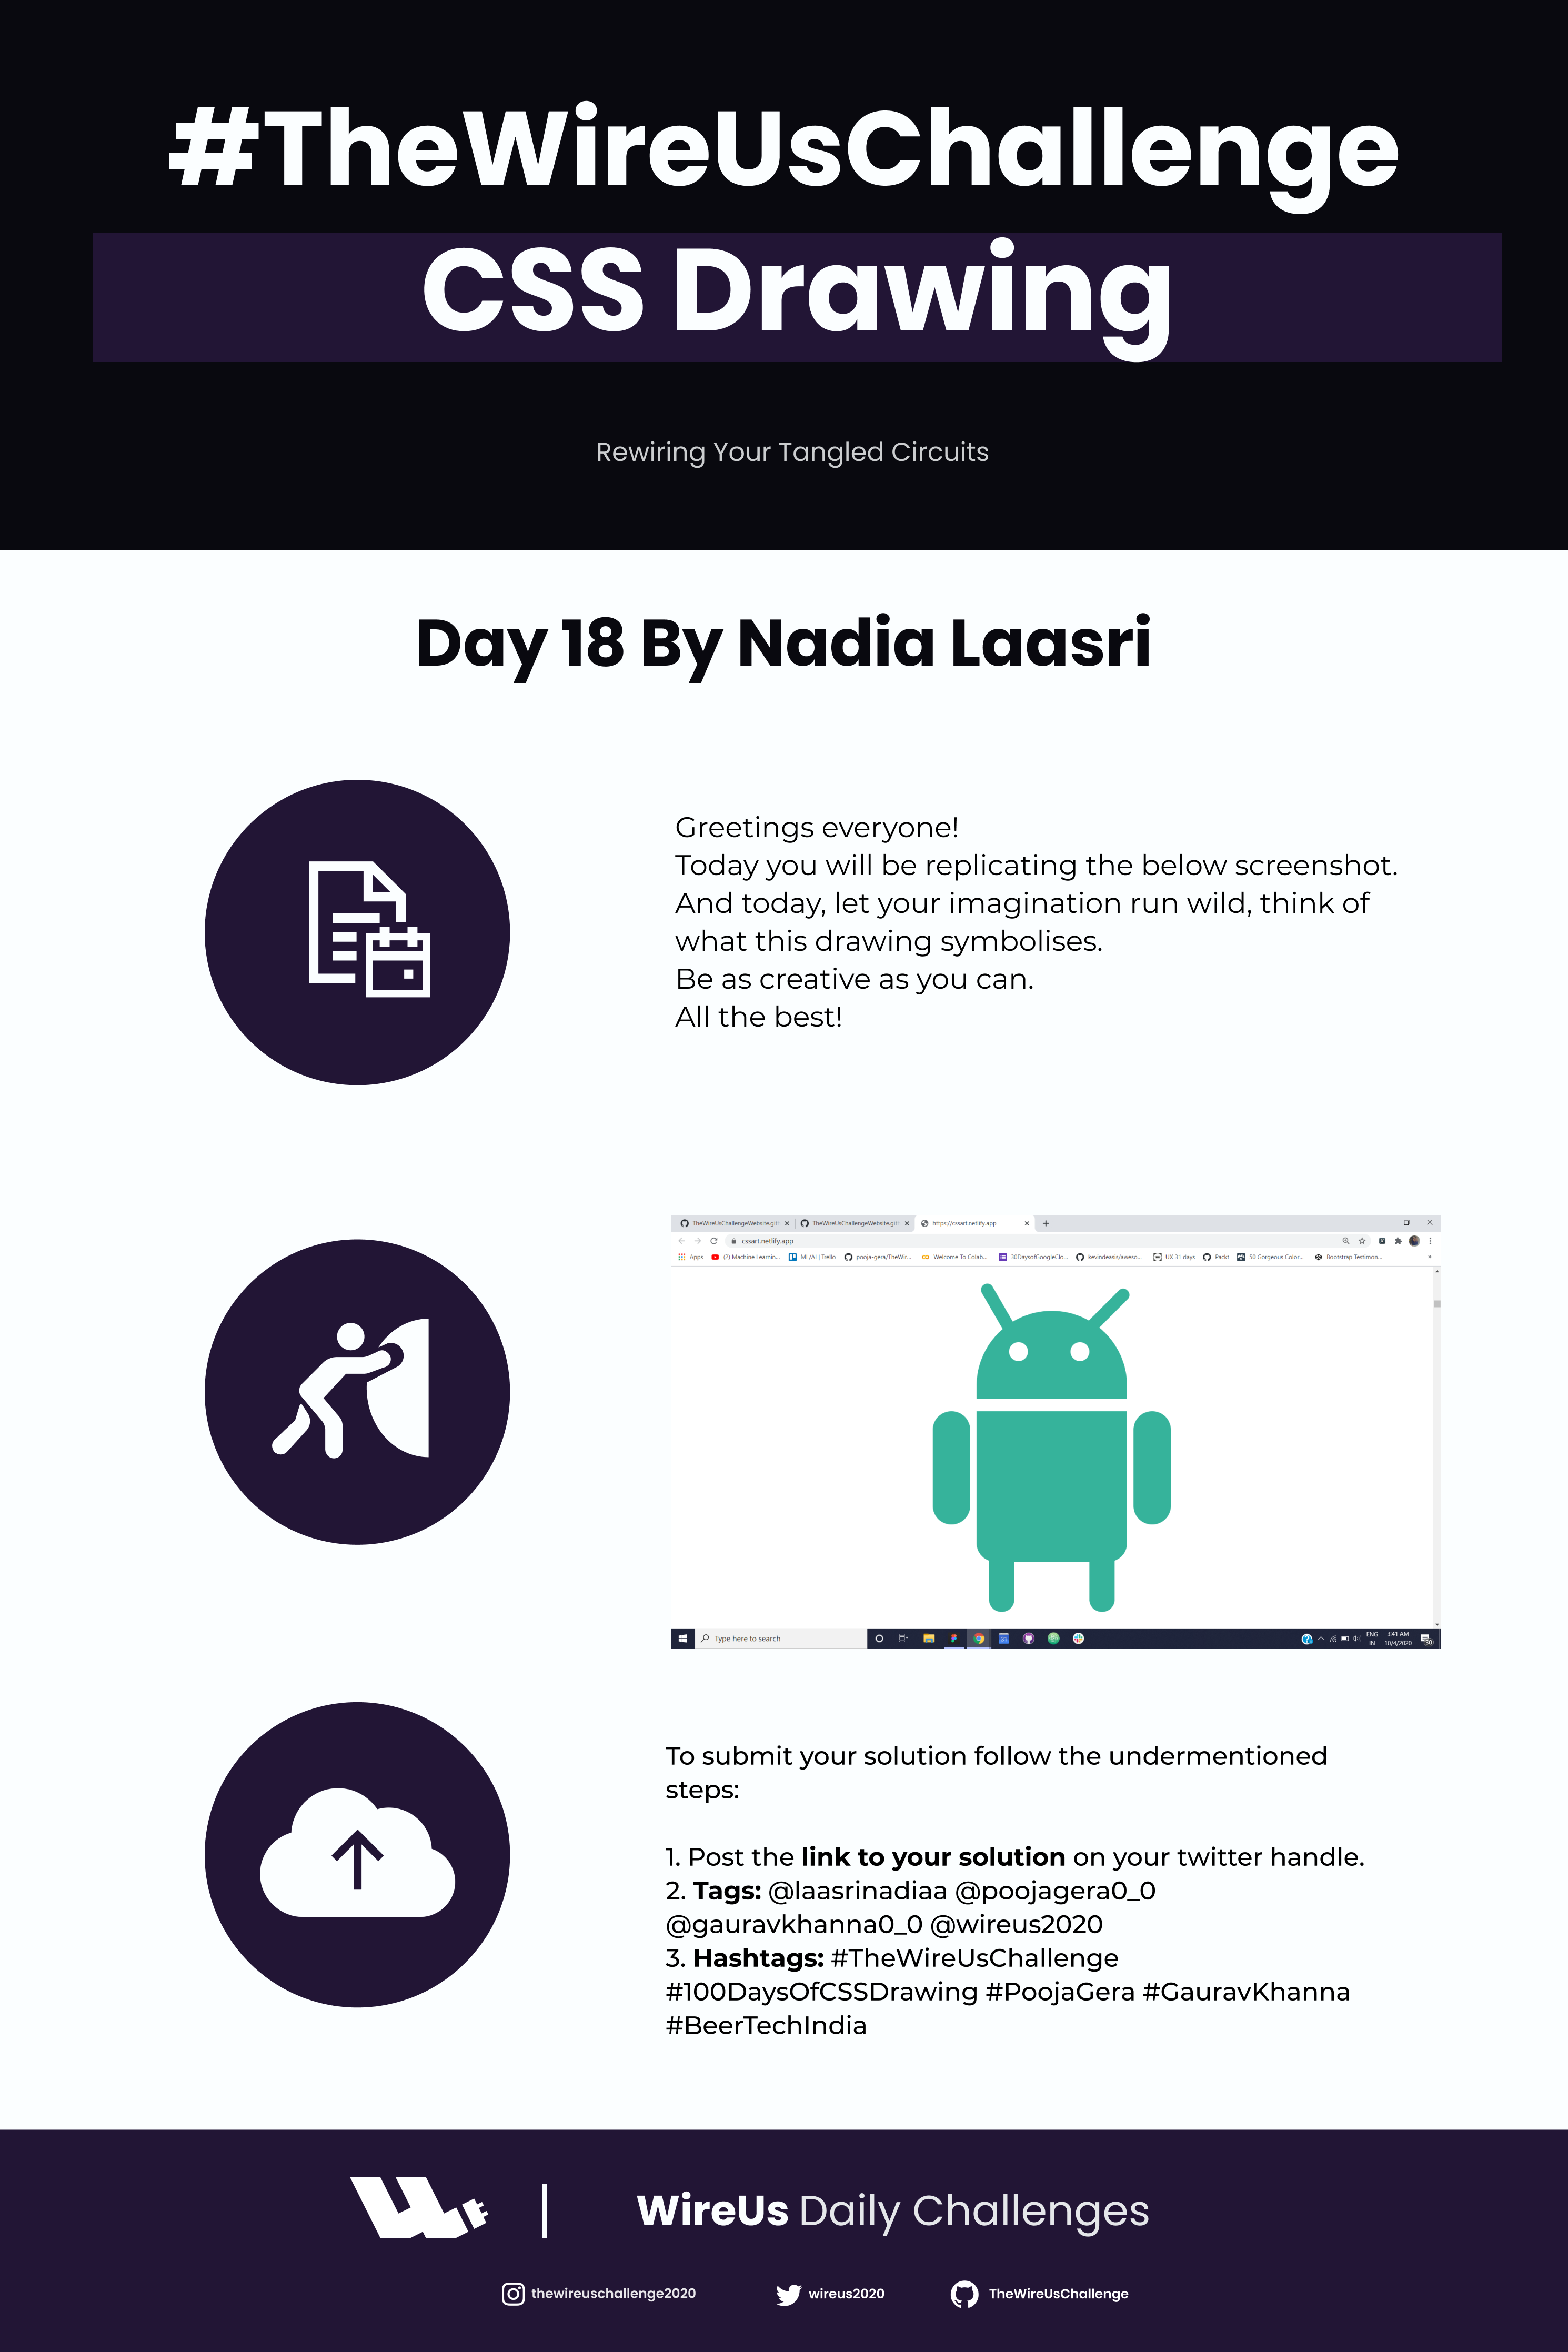 #TheWireUsChallenge
CSS Drawing
Rewiring Your Tangled Circuits
Day 18 By Nadia Laasri
Greetings everyone!
Today you will be replicating the below screenshot.
And today, let your imagination run wild, think of
what this drawing symbolises.
Be as creative as you can.
All the best!
TheWireUsChallengeWebsite.git TheWireUsChallengeWebsite.git https://cssart.netlify.app
cssart.netlify.app
Apps (2) Machine Learnin... ML/AI | Trello pooja-gera/TheWir... Welcome To Colab... 30DaysofGoogleClo... kevindeasis/aweso... UX 31 days Packt 50 Gorgeous Color... Bootstrap Testimon... »
Type here to search
ENG 3:41 AM
IN 10/4/2020
To submit your solution follow the undermentioned
steps:
1. Post the link to your solution on your twitter handle.
2. Tags: @laasrinadiaa @poojagera0_0
@gauravkhanna0_0 @wireus2020
3. Hashtags: #TheWireUsChallenge
#100DaysOfCSSDrawing #PoojaGera #GauravKhanna
#BeerTechIndia
WireUs Daily Challenges
thewireuschallenge2020 wireus2020 TheWireUsChallenge